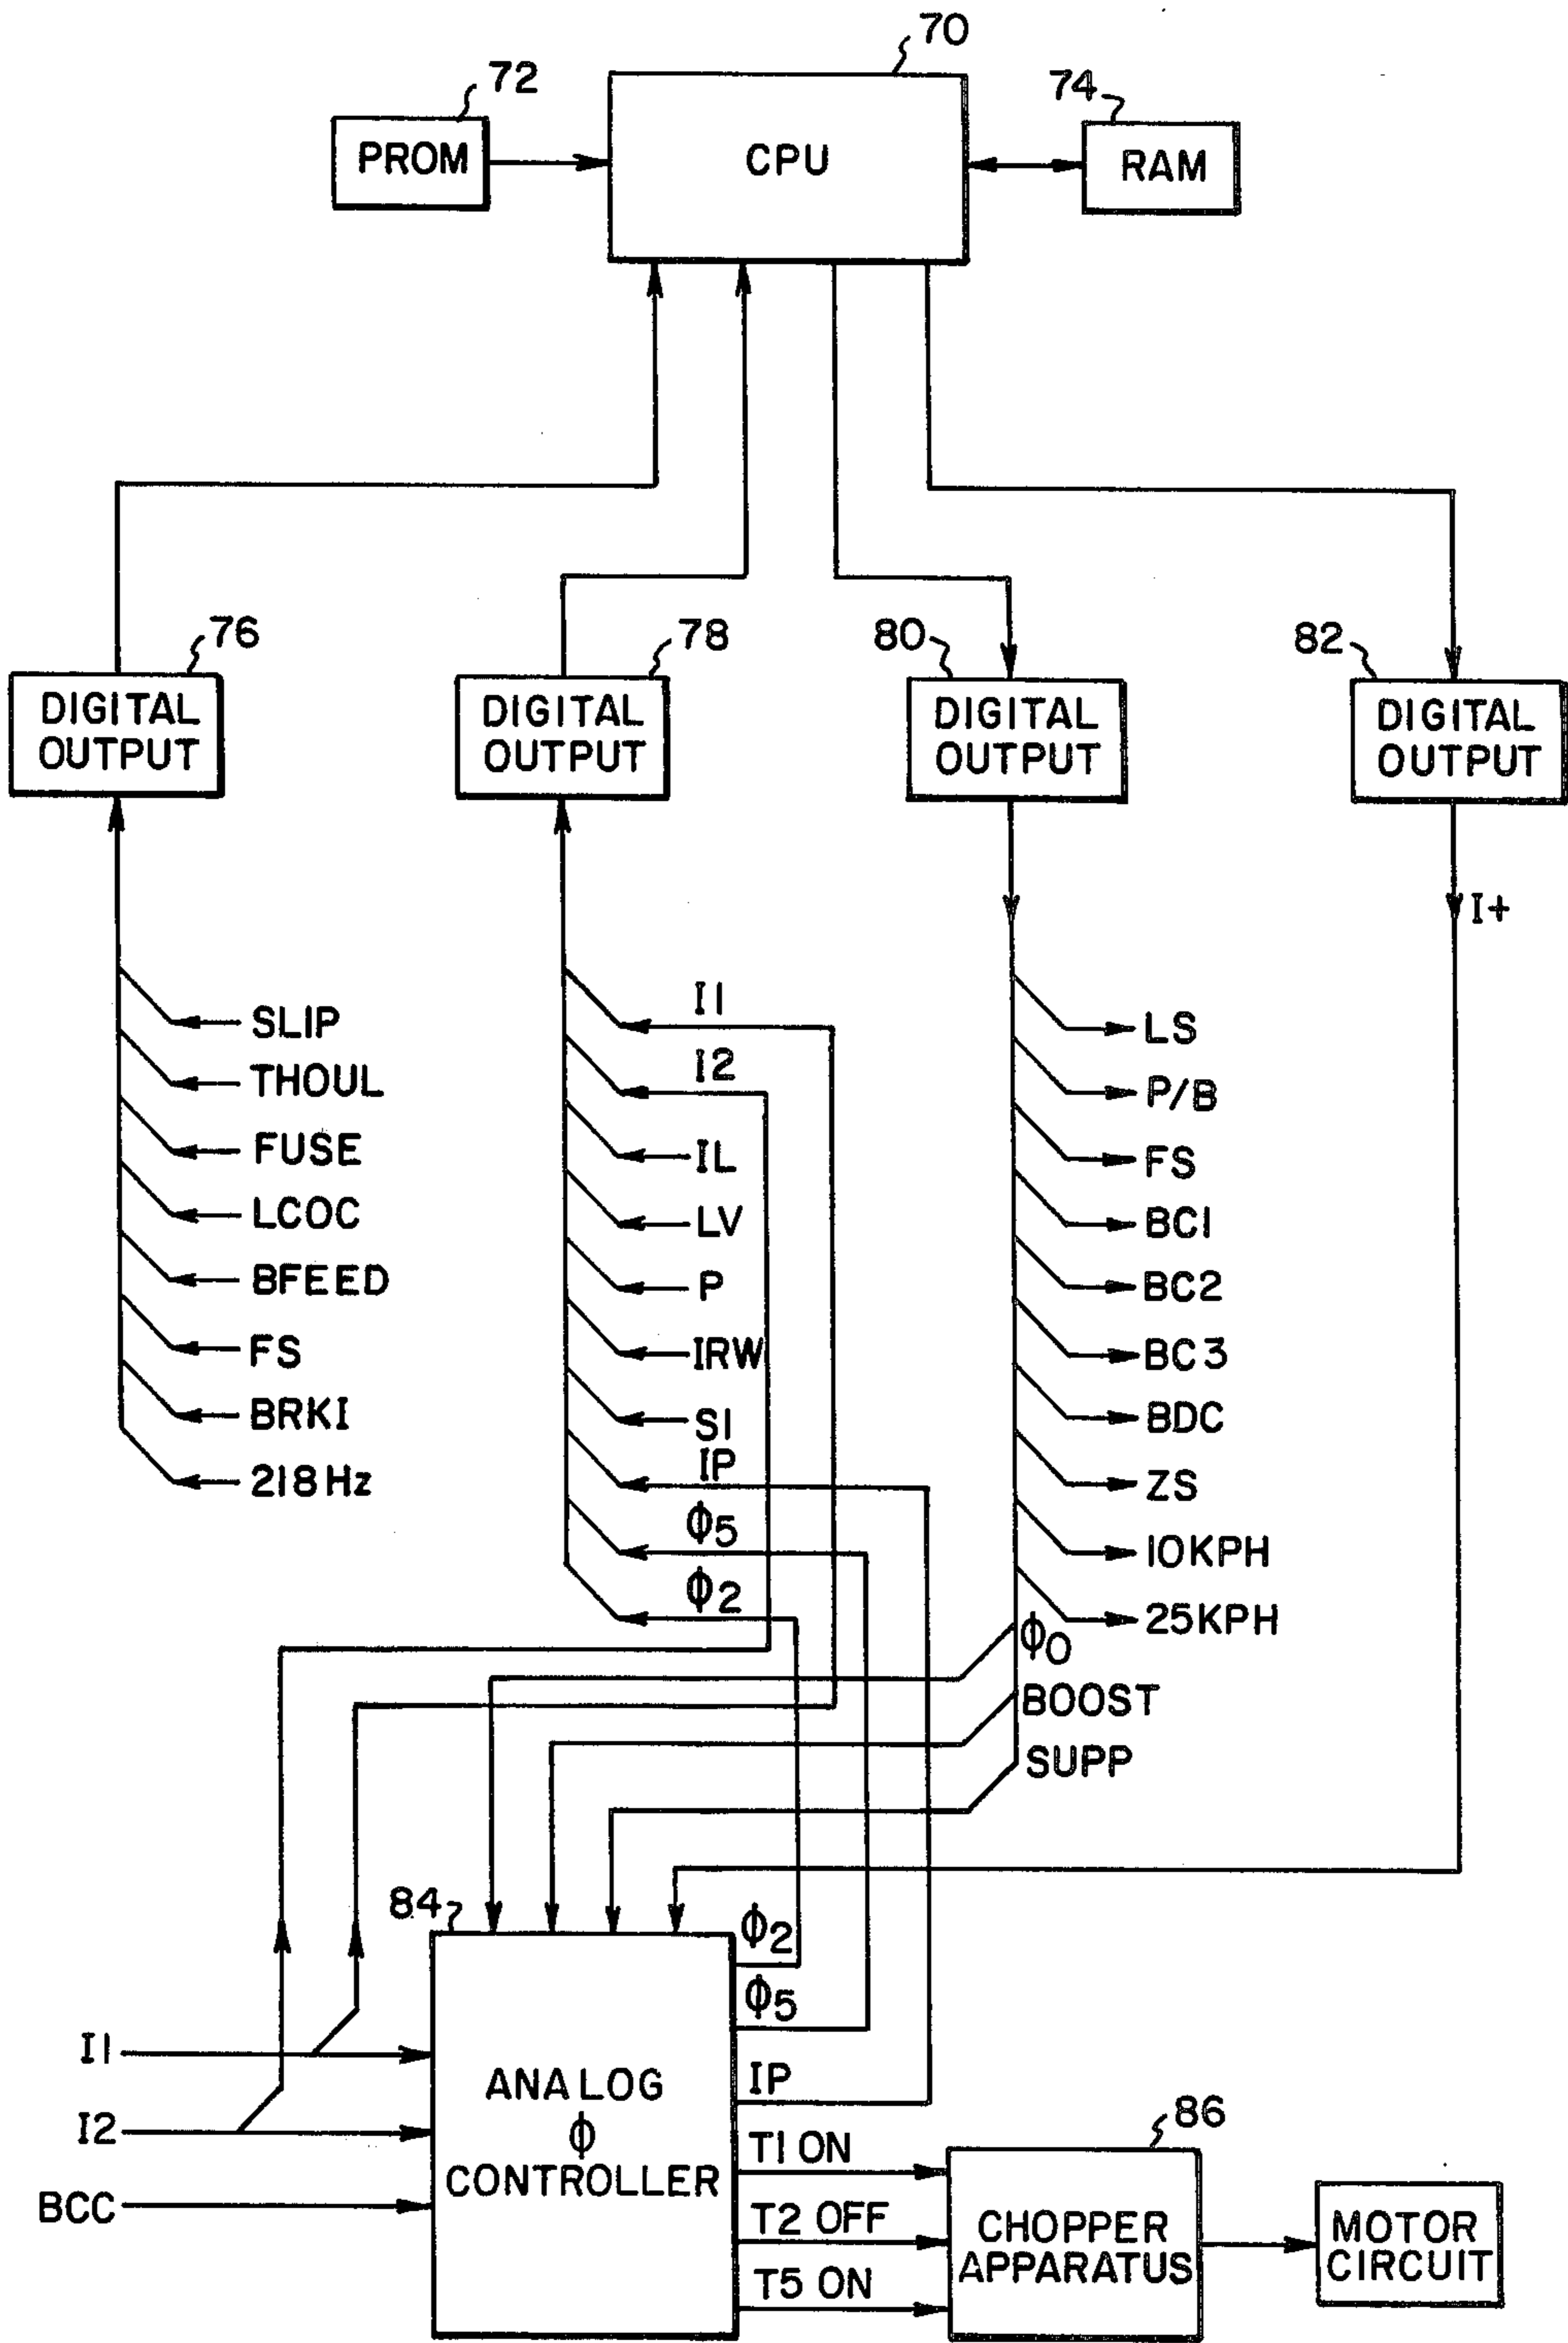 70
72
74
PROM
CPU
RAM
76
78
80
82
DIGITAL
OUTPUT
DIGITAL
OUTPUT
DIGITAL
OUTPUT
DIGITAL
OUTPUT
I+
SLIP
THOUL
FUSE
LCOC
BFEED
FS
BRKI
218Hz
I1
I2
IL
LV
P
IRW
S1
IP
ϕ5
ϕ2
LS
P/B
FS
BC1
BC2
BC3
BDC
ZS
10KPH
25KPH
ϕ0
BOOST
SUPP
84
ϕ2
ϕ5
IP
T1 ON
T2 OFF
T5 ON
I1
I2
BCC
ANALOG
ϕ
CONTROLLER
86
CHOPPER
APPARATUS
MOTOR
CIRCUIT